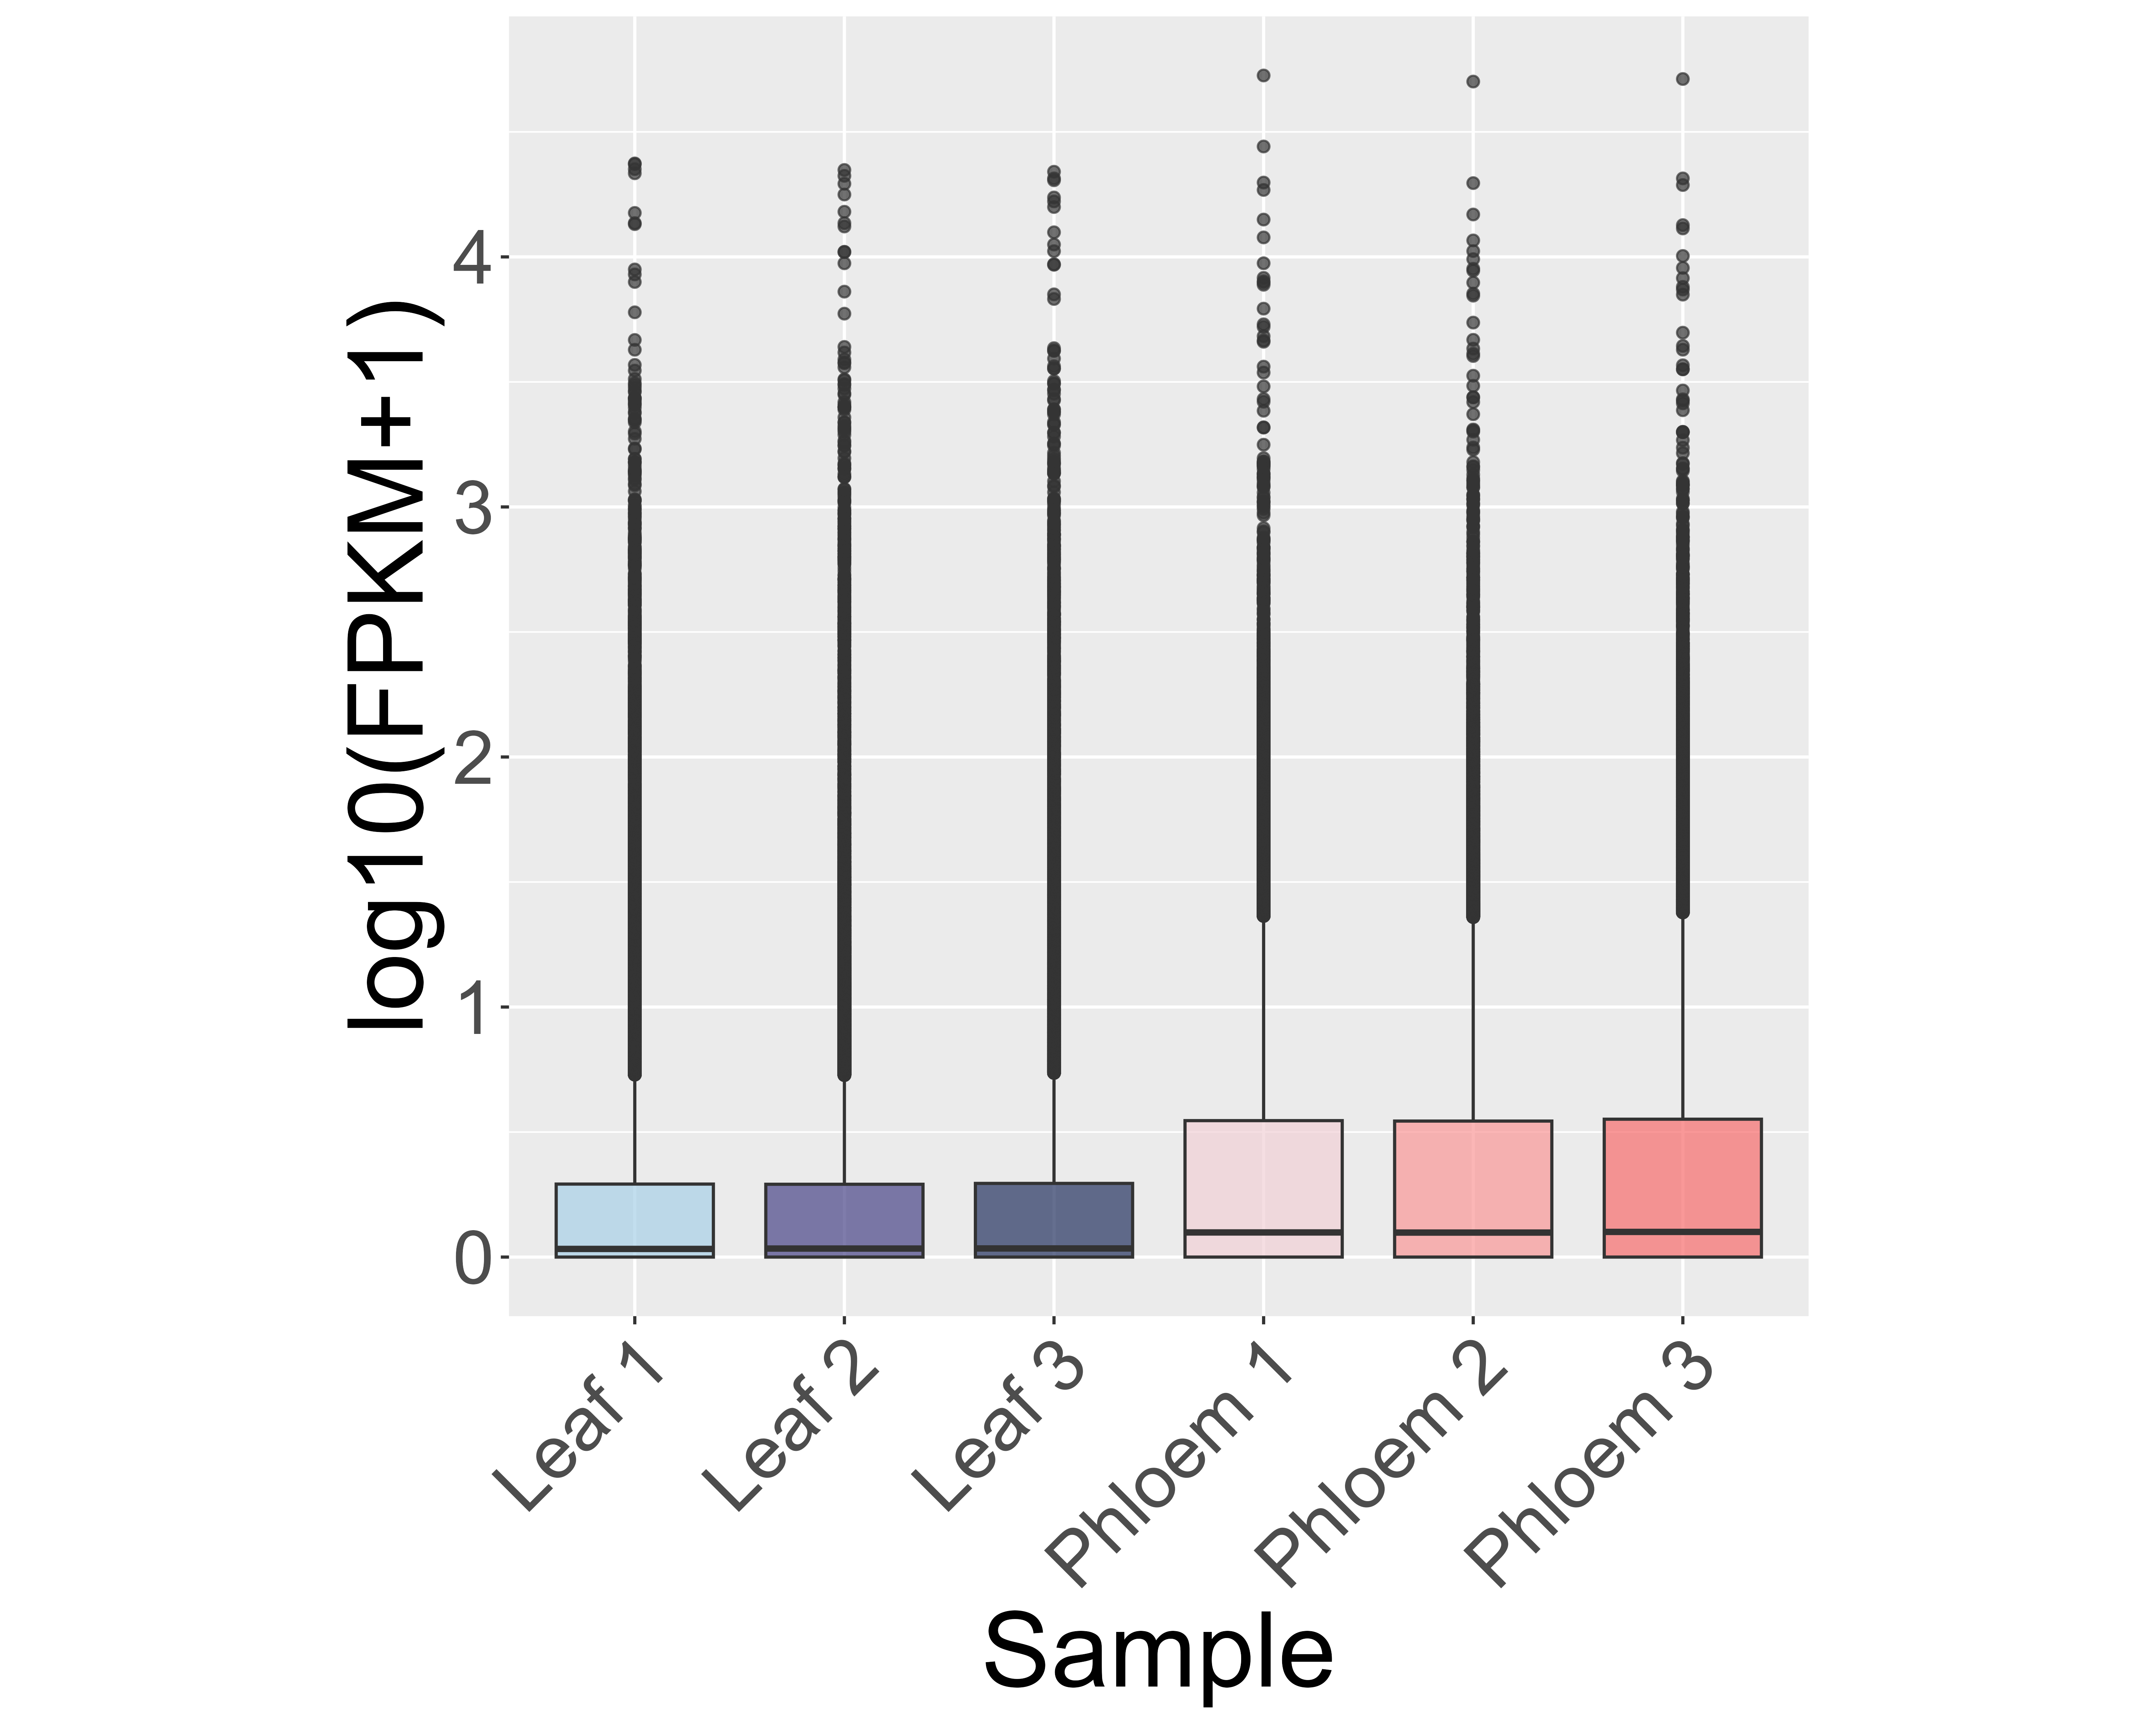 log10(FPKM+1)
4
3
2
1
0
Leaf 1
Leaf 2
Leaf 3
Phloem 1
Phloem 2
Phloem 3
Sample